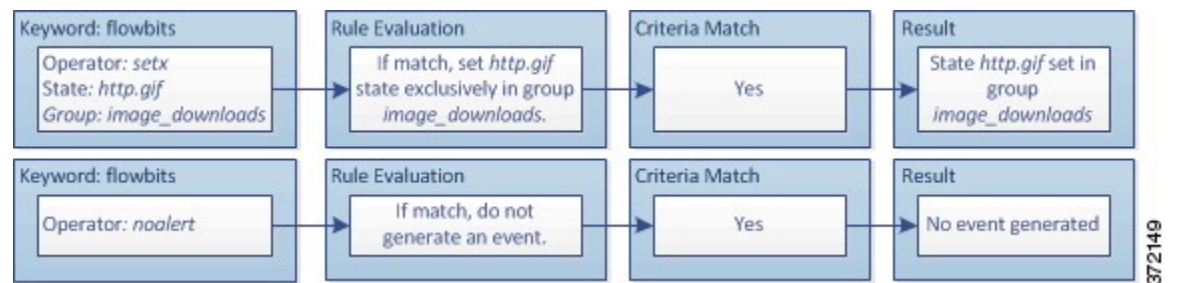 Keyword: flowbits
Operator: setx
State: http.gif
Group: image_downloads
Rule Evaluation
If match, set http.gif
state exclusively in group
image_downloads.
Criteria Match
Yes
Result
State http.gif set in
group
image_downloads
Keyword: flowbits
Operator: noalert
Rule Evaluation
If match, do not
generate an event.
Criteria Match
Yes
Result
No event generated
372149